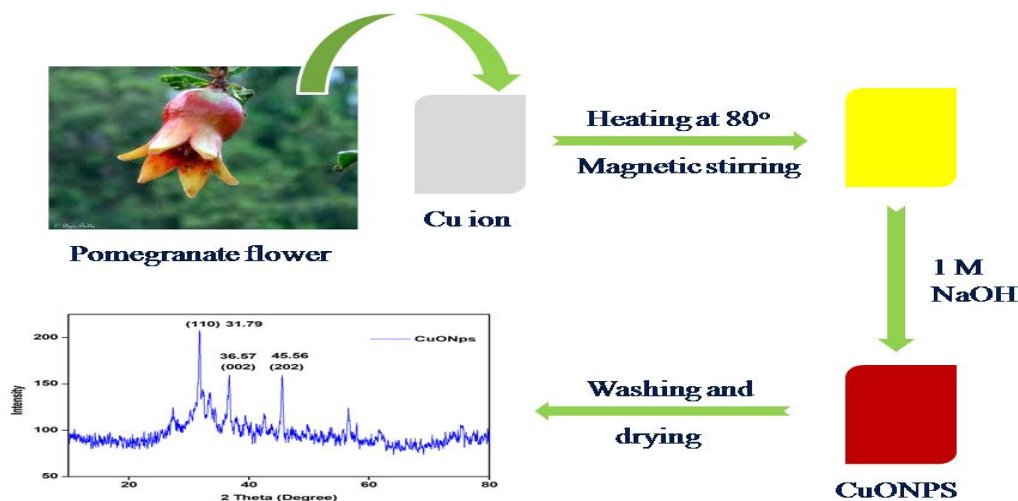 Heating at 80°
Magnetic stirring
Cu ion
Pomegranate flower
1 M
NaOH
(110) 31.79
CuONps
36.57
(002)
45.56
(202)
200
150
100
50
Intensity
20
40
60
80
2 Theta (Degree)
Washing and
drying
CuONPS